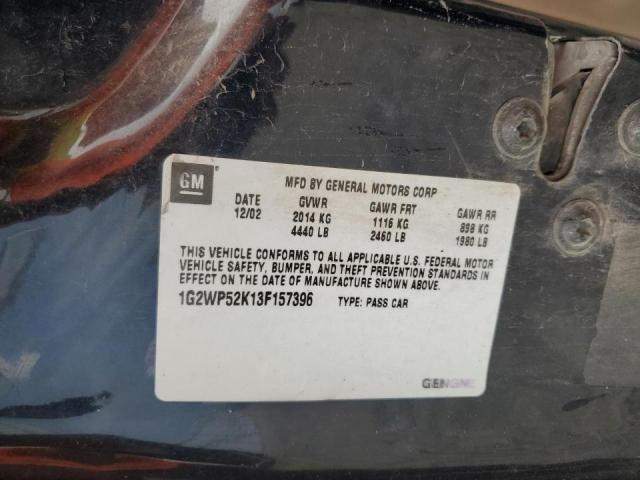 GM
MFD BY GENERAL MOTORS CORP
DATE GVWR GAWR FRT GAWR RR
12/02 2014 KG 1116 KG 898 KG
4440 LB 2460 LB 1980 LB
THIS VEHICLE CONFORMS TO ALL APPLICABLE U.S. FEDERAL MOTOR
VEHICLE SAFETY, BUMPER, AND THEFT PREVENTION STANDARDS IN
EFFECT ON THE DATE OF MANUFACTURE SHOWN ABOVE.
1G2WP52K13F157396 TYPE: PASS CAR